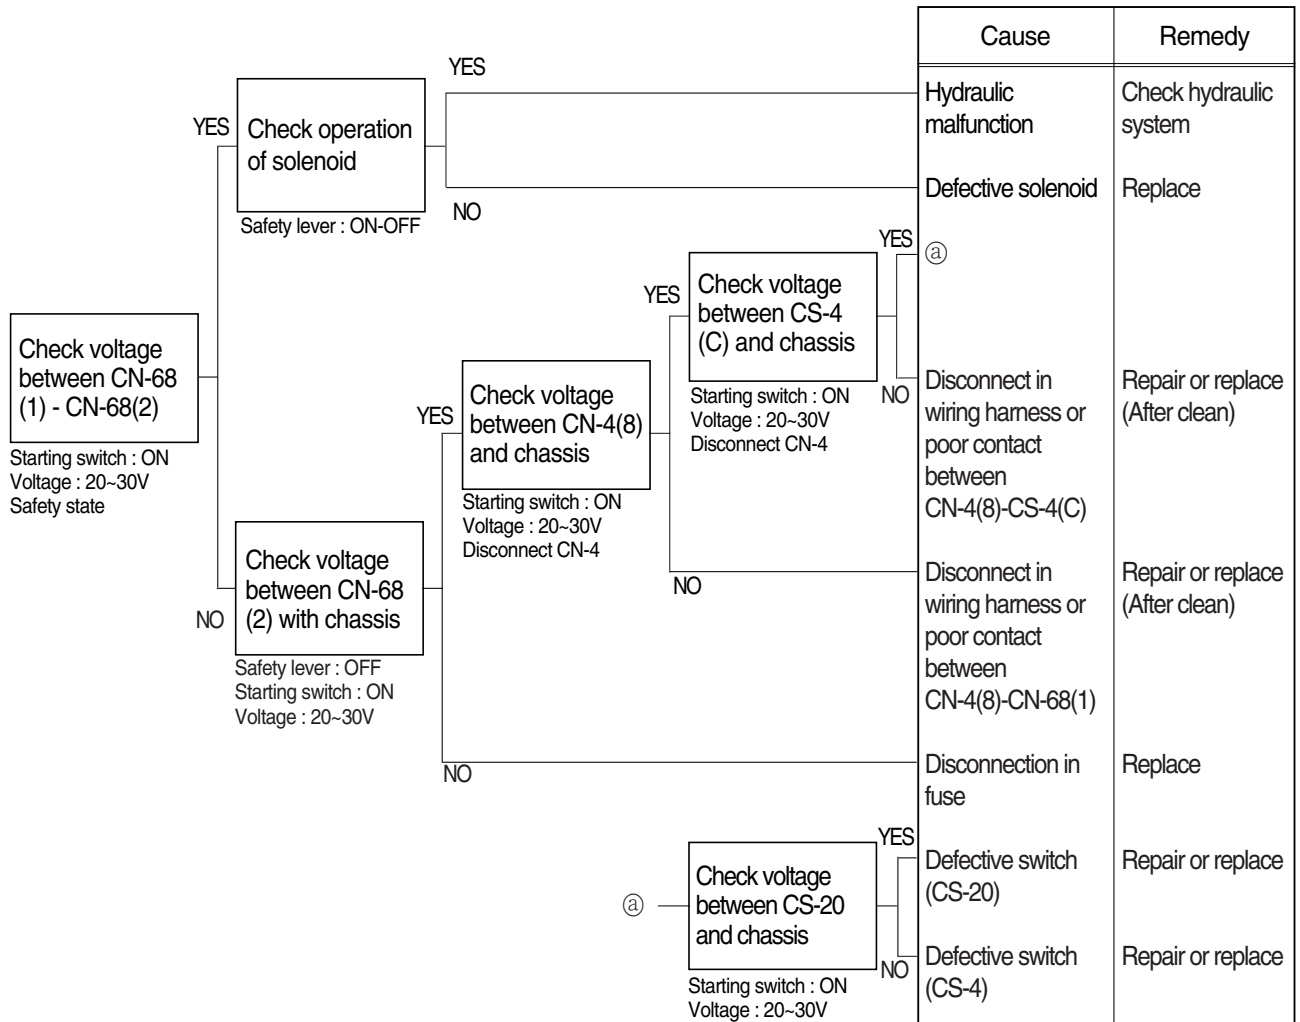 Cause
Remedy
YES
Hydraulic
malfunction
Check hydraulic
system
YES
Check operation
of solenoid
Safety lever : ON-OFF
NO
Defective solenoid
Replace
YES
ⓐ
YES
Check voltage
between CS-4
(C) and chassis
Starting switch : ON
Voltage : 20~30V
Disconnect CN-4
NO
Disconnect in
wiring harness or
poor contact
between
CN-4(8)-CS-4(C)
Repair or replace
(After clean)
Check voltage
between CN-68
(1) - CN-68(2)
Starting switch : ON
Voltage : 20~30V
Safety state
YES
Check voltage
between CN-4(8)
and chassis
Starting switch : ON
Voltage : 20~30V
Disconnect CN-4
NO
Disconnect in
wiring harness or
poor contact
between
CN-4(8)-CN-68(1)
Repair or replace
(After clean)
NO
Check voltage
between CN-68
(2) with chassis
Safety lever : OFF
Starting switch : ON
Voltage : 20~30V
NO
Disconnection in
fuse
Replace
ⓐ
Check voltage
between CS-20
and chassis
Starting switch : ON
Voltage : 20~30V
YES
Defective switch
(CS-20)
Repair or replace
NO
Defective switch
(CS-4)
Repair or replace